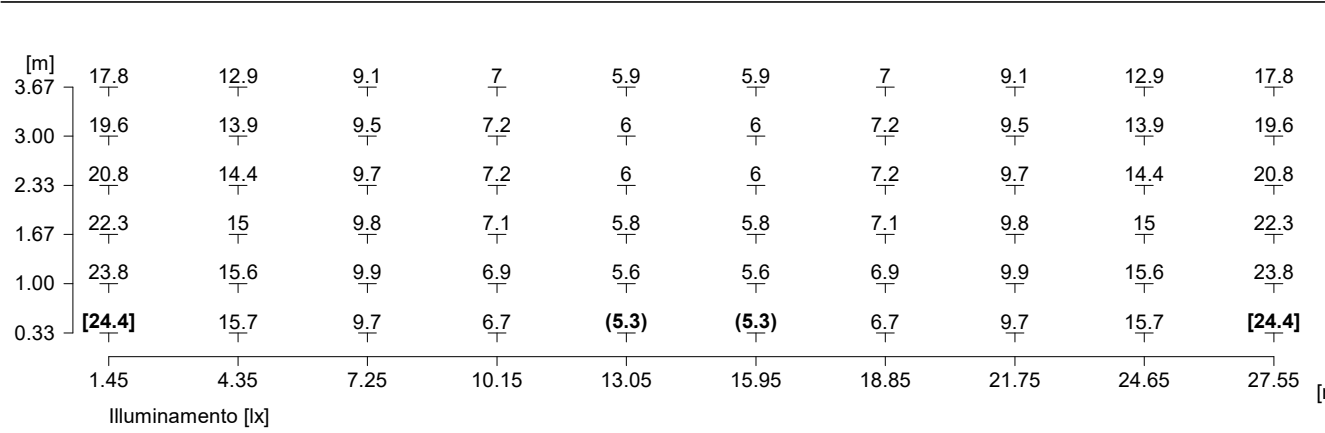 [m]
3.67 17.8 12.9 9.1 7 5.9 5.9 7 9.1 12.9 17.8
3.00 19.6 13.9 9.5 7.2 6 6 7.2 9.5 13.9 19.6
2.33 20.8 14.4 9.7 7.2 6 6 7.2 9.7 14.4 20.8
1.67 22.3 15 9.8 7.1 5.8 5.8 7.1 9.8 15 22.3
1.00 23.8 15.6 9.9 6.9 5.6 5.6 6.9 9.9 15.6 23.8
0.33 [24.4] 15.7 9.7 6.7 (5.3) (5.3) 6.7 9.7 15.7 [24.4]
1.45 4.35 7.25 10.15 13.05 15.95 18.85 21.75 24.65 27.55
Illuminamento [lx]